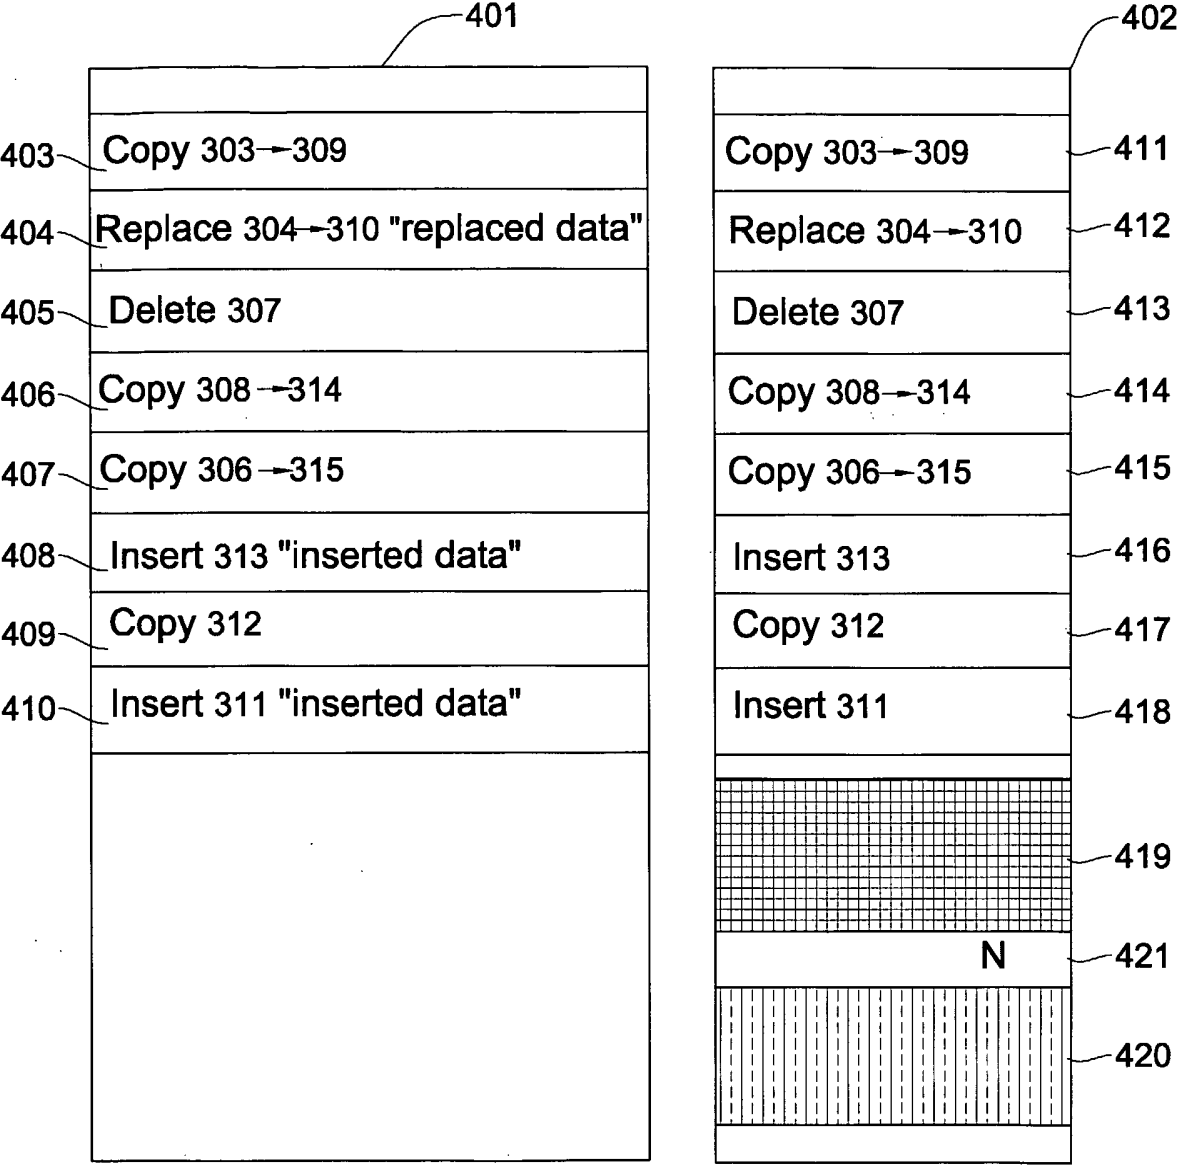 401
402
403 Copy 303→309
404 Replace 304→310 "replaced data"
405 Delete 307
406 Copy 308→314
407 Copy 306→315
408 Insert 313 "inserted data"
409 Copy 312
410 Insert 311 "inserted data"
Copy 303→309 411
Replace 304→310 412
Delete 307 413
Copy 308→314 414
Copy 306→315 415
Insert 313 416
Copy 312 417
Insert 311 418
419
N 421
420